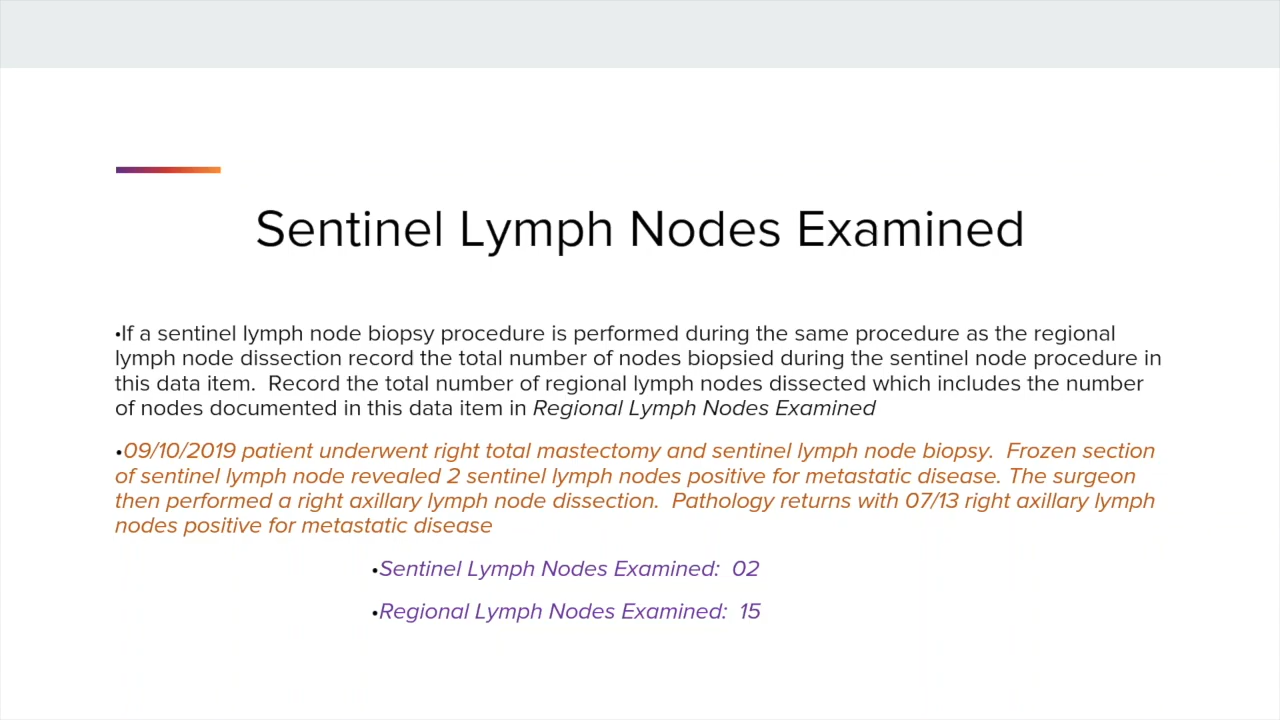 Sentinel Lymph Nodes Examined
•If a sentinel lymph node biopsy procedure is performed during the same procedure as the regional
lymph node dissection record the total number of nodes biopsied during the sentinel node procedure in
this data item.  Record the total number of regional lymph nodes dissected which includes the number
of nodes documented in this data item in Regional Lymph Nodes Examined
•09/10/2019 patient underwent right total mastectomy and sentinel lymph node biopsy.  Frozen section
of sentinel lymph node revealed 2 sentinel lymph nodes positive for metastatic disease. The surgeon
then performed a right axillary lymph node dissection.  Pathology returns with 07/13 right axillary lymph
nodes positive for metastatic disease
•Sentinel Lymph Nodes Examined:  02
•Regional Lymph Nodes Examined:  15